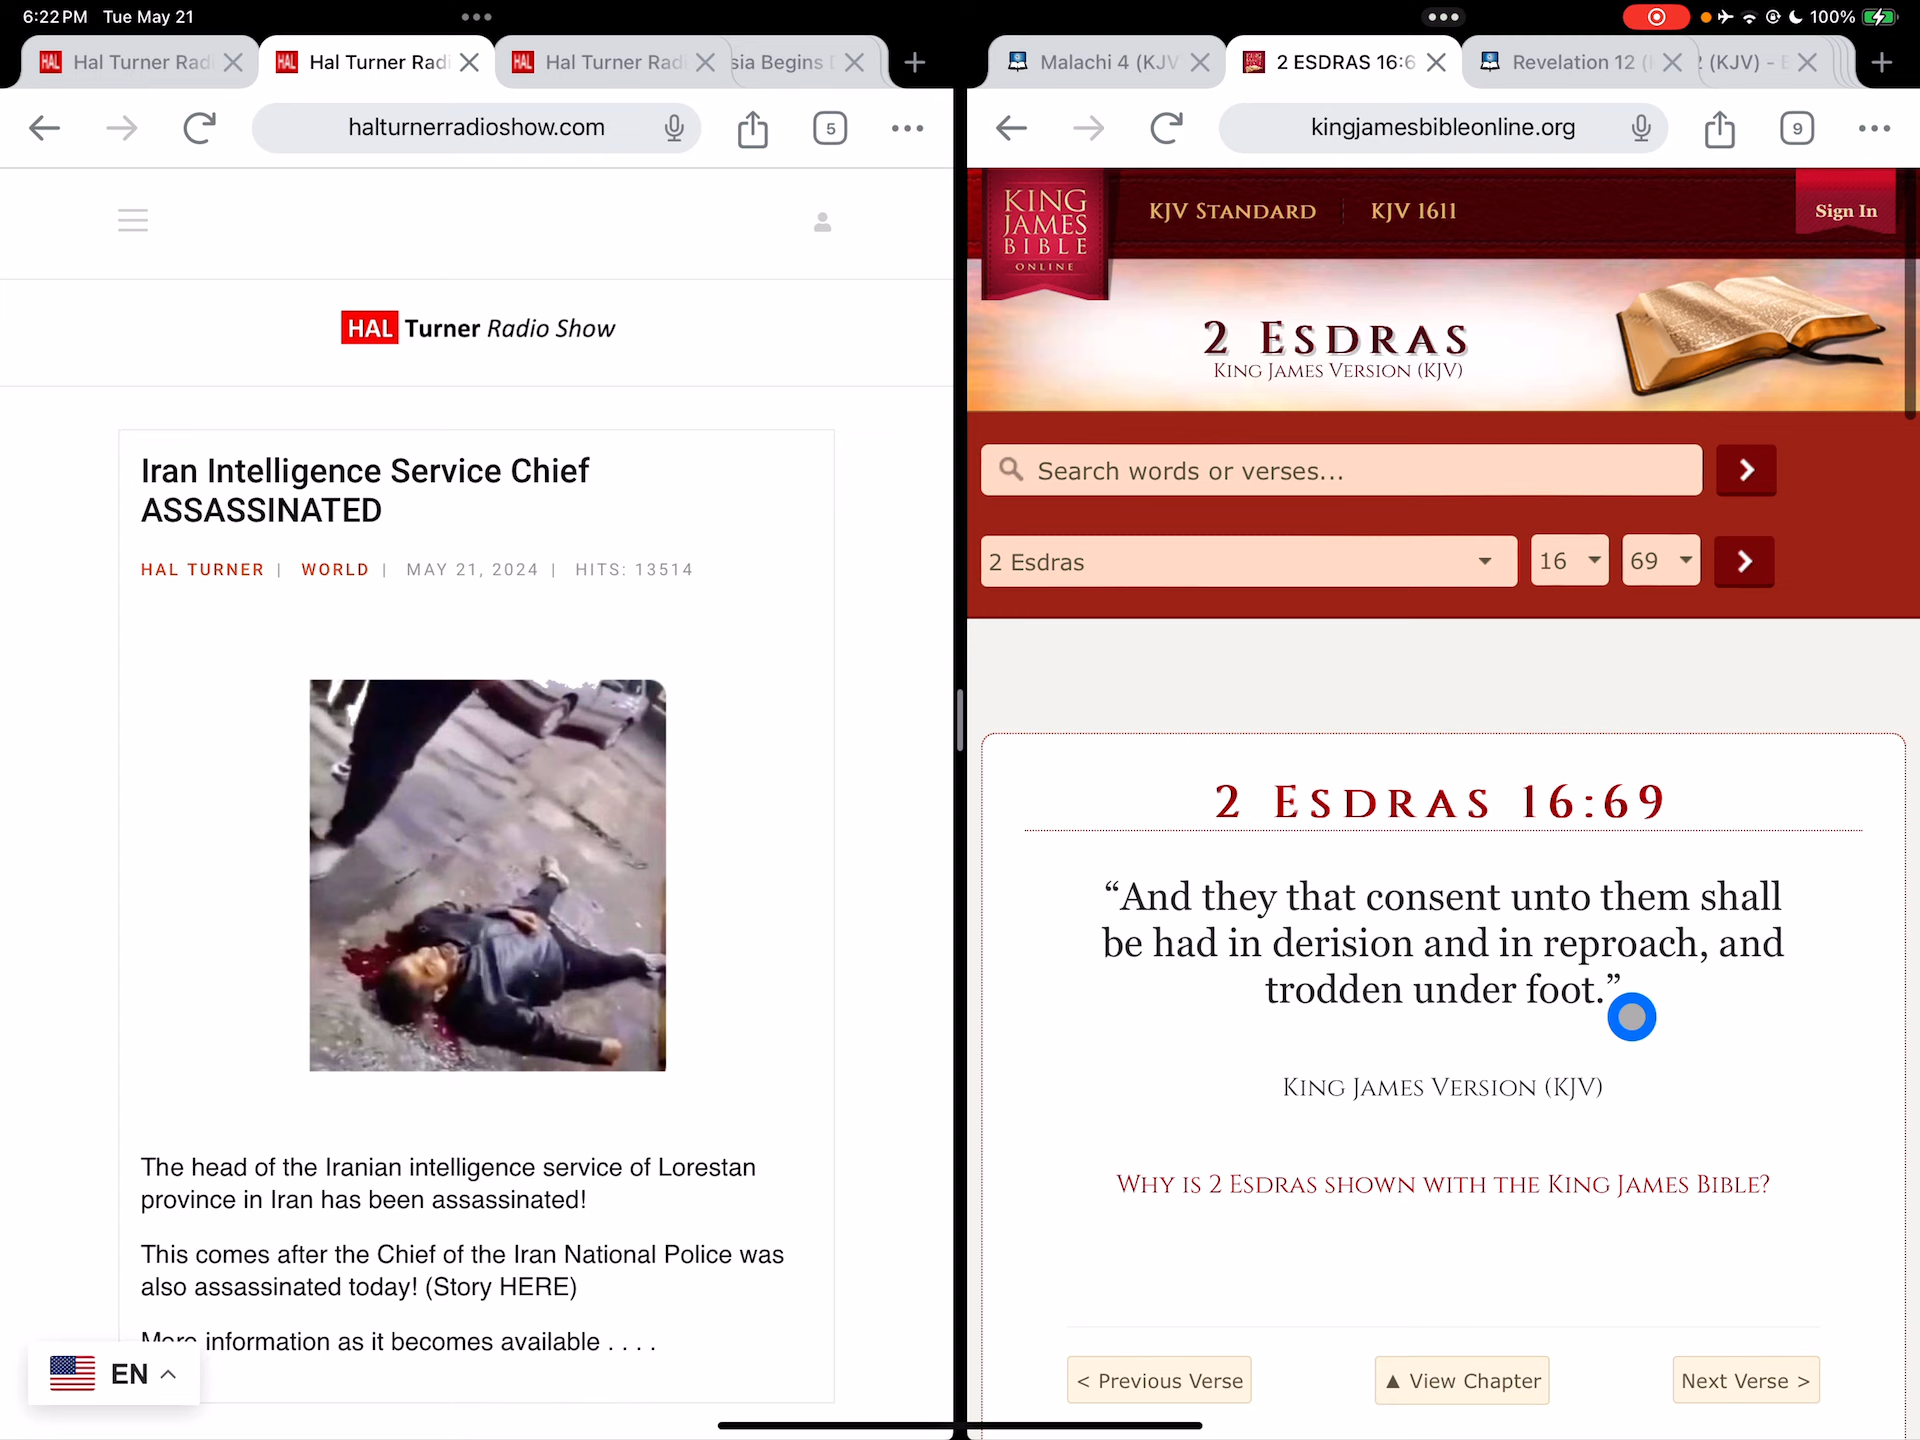 6:22 PM Tue May 21
100%
Hal Turner Rad
Hal Turner Radi
Hal Turner Radi
sia Begins
Malachi 4 (KJV
2 ESDRAS 16:6
Revelation 12 (
(KJV) -
halturnerradioshow.com
5
kingjamesbibleonline.org
9
HAL Turner Radio Show
Iran Intelligence Service Chief
ASSASSINATED
HAL TURNER | WORLD | MAY 21, 2024 | HITS: 13514
The head of the Iranian intelligence service of Lorestan
province in Iran has been assassinated!
This comes after the Chief of the Iran National Police was
also assassinated today! (Story HERE)
More information as it becomes available . . . .
EN
KING
JAMES
BIBLE
ONLINE
KJV STANDARD
KJV 1611
Sign In
2 ESDRAS
KING JAMES VERSION (KJV)
Search words or verses...
2 Esdras
16
69
2 ESDRAS 16:69
“And they that consent unto them shall
be had in derision and in reproach, and
trodden under foot.”
KING JAMES VERSION (KJV)
WHY IS 2 ESDRAS SHOWN WITH THE KING JAMES BIBLE?
< Previous Verse
▲ View Chapter
Next Verse >